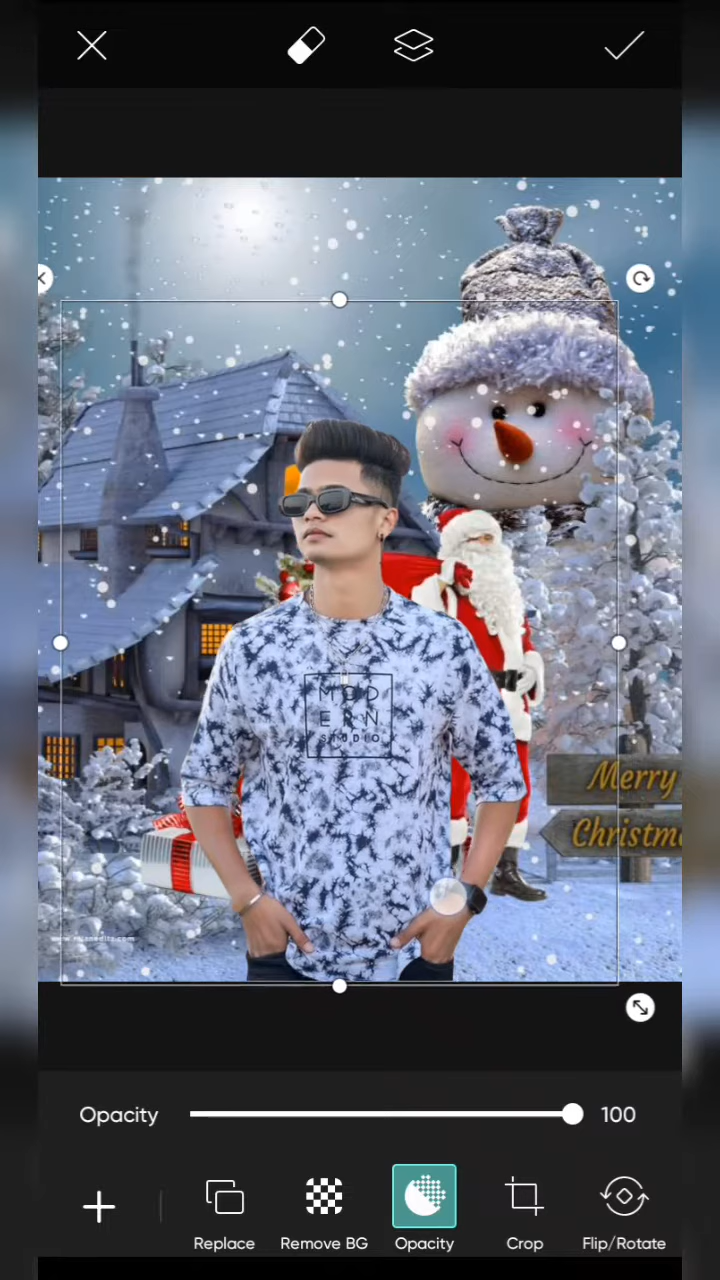 MOD
ERN
STUDIO
Merry
Christm
Opacity 100
Replace Remove BG Opacity Crop Flip/Rotate